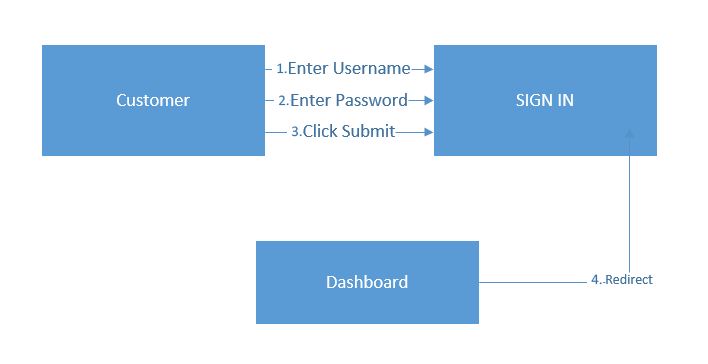 1.Enter Username
Customer
2.Enter Password
SIGN IN
3.Click Submit
Dashboard
4..Redirect